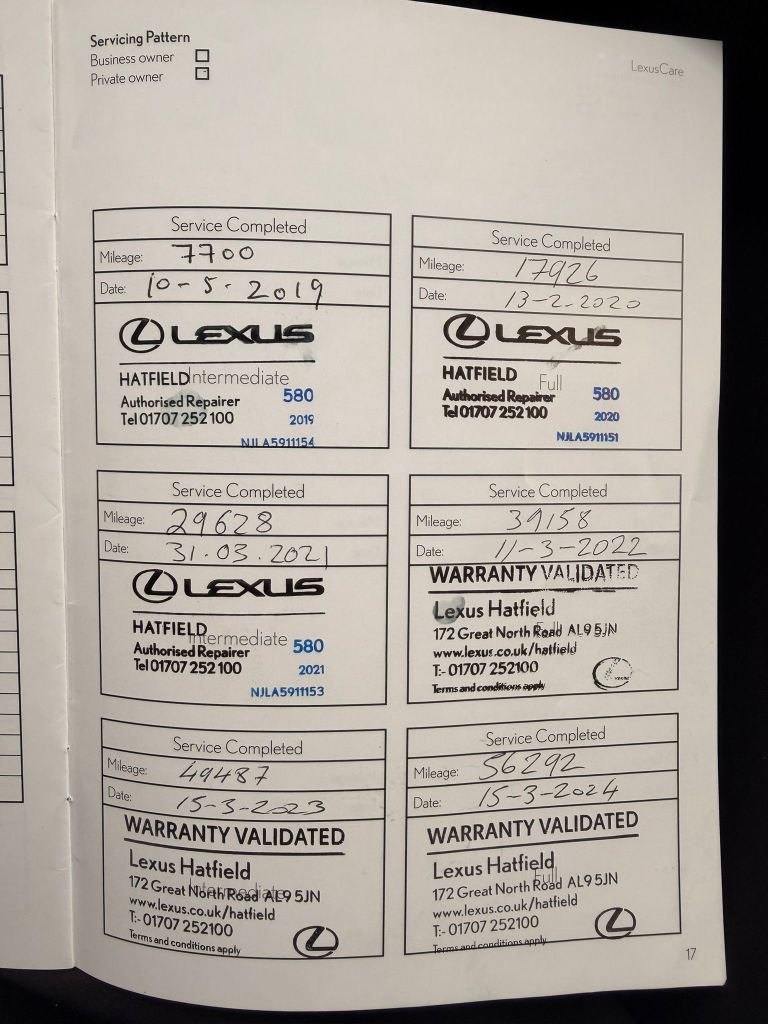 Servicing Pattern
Business owner
Private owner
LexusCare
Service Completed
Mileage: 7700
Date: 10-5-2019
LEXUS
HATFIELD Intermediate
Authorised Repairer 580
Tel 01707 252 100 2019
NJLA5911154
Service Completed
Mileage: 17926
Date: 13-2-2020
LEXUS
HATFIELD Full
Authorised Repairer 580
Tel 01707 252 100 2020
NJLA5911151
Service Completed
Mileage: 29628
Date: 31.03.2021
LEXUS
HATFIELD Intermediate
Authorised Repairer 580
Tel 01707 252 100 2021
NJLA5911153
Service Completed
Mileage: 39158
Date: 11-3-2022
WARRANTY VALIDATED
Lexus Hatfield
Full
172 Great North Road AL9 5JN
www.lexus.co.uk/hatfield
T:- 01707 252100
Terms and conditions apply
Service Completed
Mileage: 49487
Date: 15-3-2023
WARRANTY VALIDATED
Lexus Hatfield
Intermediate
172 Great North Road AL9 5JN
www.lexus.co.uk/hatfield
T:- 01707 252100
Terms and conditions apply
Service Completed
Mileage: 56292
Date: 15-3-2024
WARRANTY VALIDATED
Lexus Hatfield
Full
172 Great North Road AL9 5JN
www.lexus.co.uk/hatfield
T:- 01707 252100
Terms and conditions apply
17